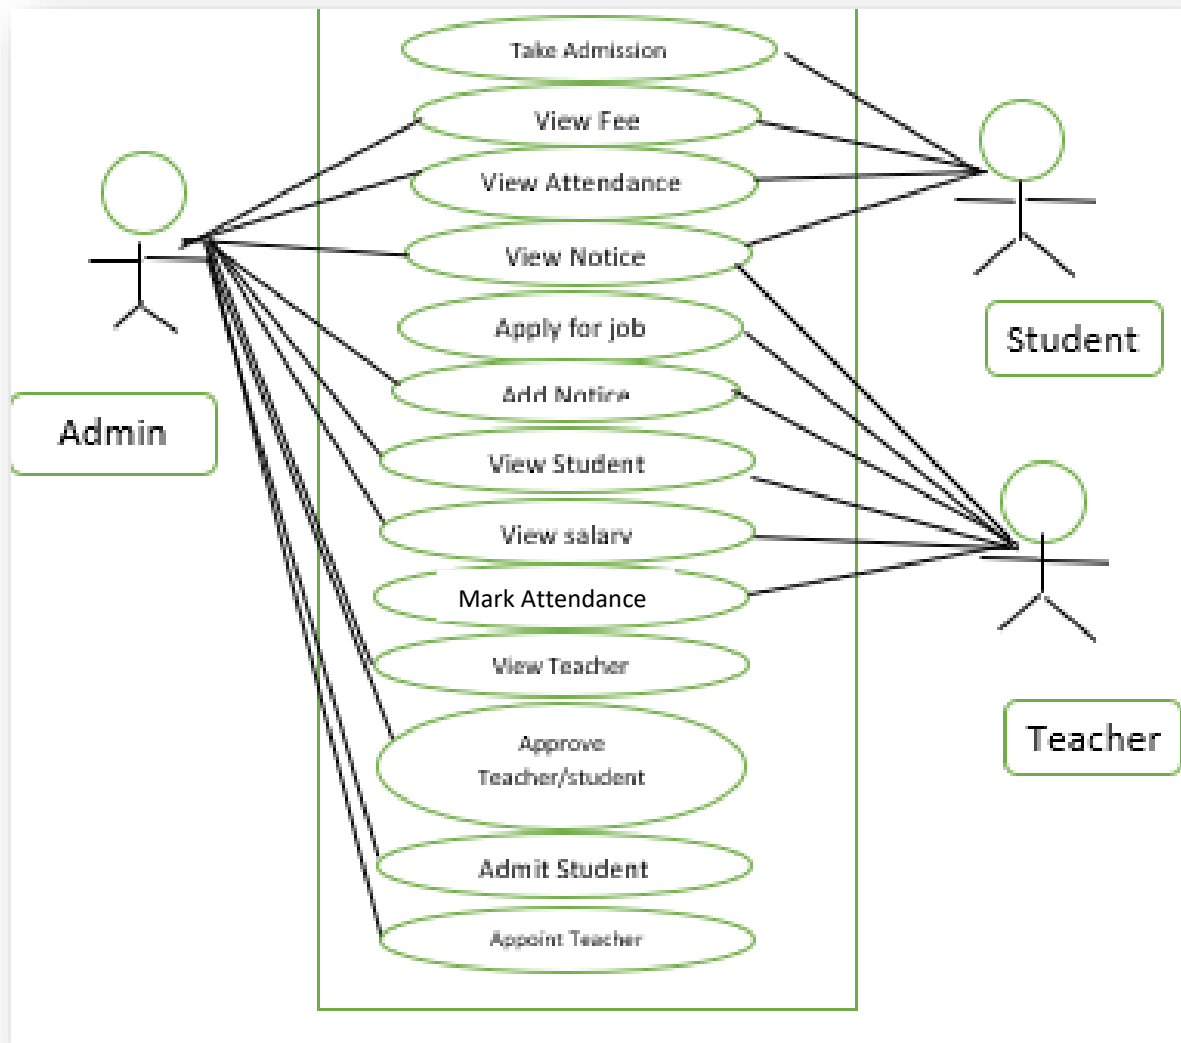 Take Admission
View Fee
View Attendance
View Notice
Apply for job
Add Notice
View Student
View salary
Mark Attendance
View Teacher
Approve
Teacher/student
Admit Student
Appoint Teacher
Admin
Student
Teacher